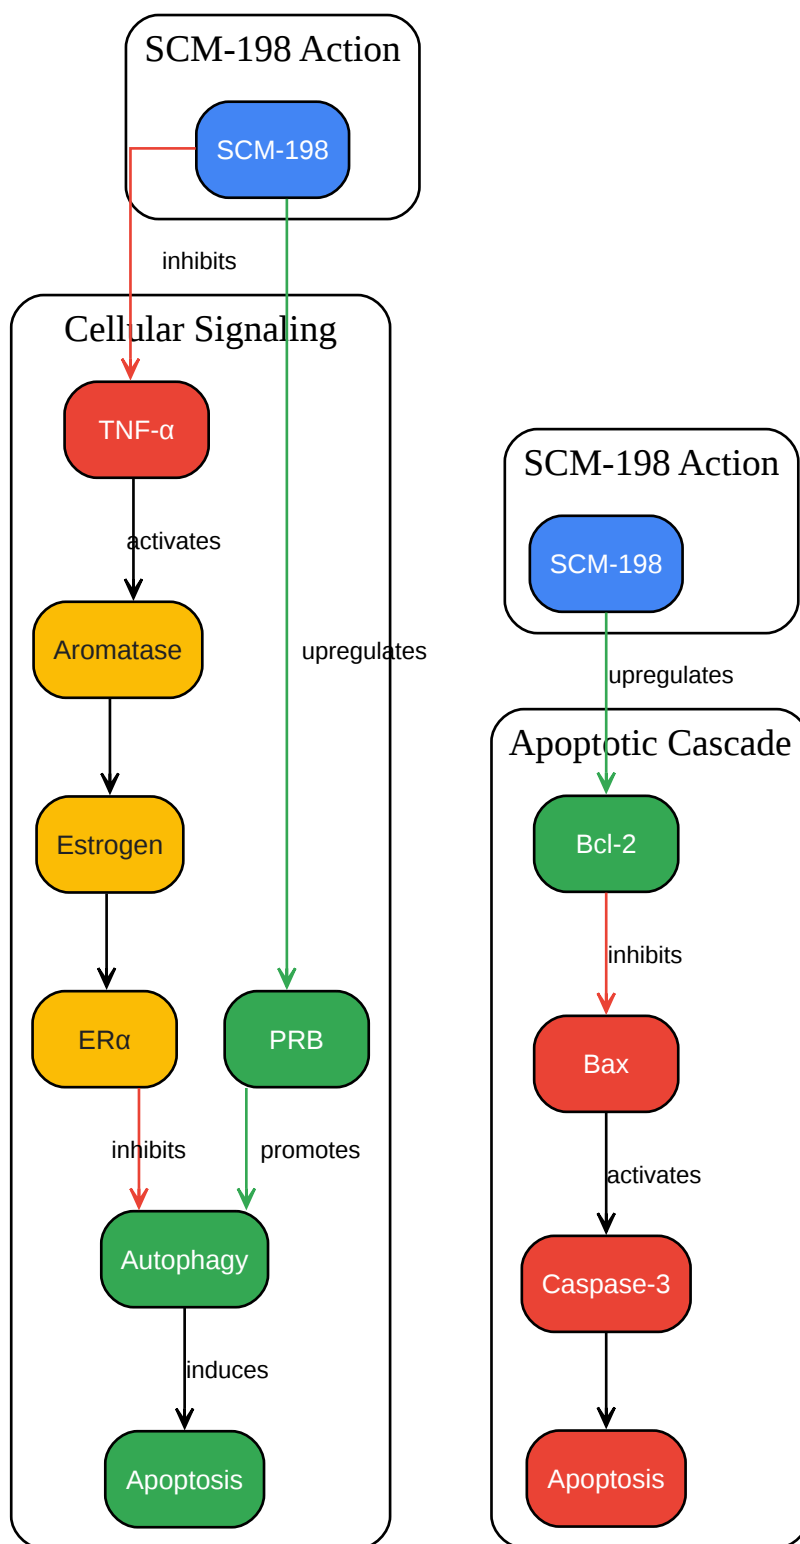 SCM-198 Action
SCM-198
inhibits
Cellular Signaling
TNF-α
activates
Aromatase
upregulates
Estrogen
ERα
PRB
inhibits
promotes
Autophagy
induces
Apoptosis
SCM-198 Action
SCM-198
upregulates
Apoptotic Cascade
Bcl-2
inhibits
Bax
activates
Caspase-3
Apoptosis